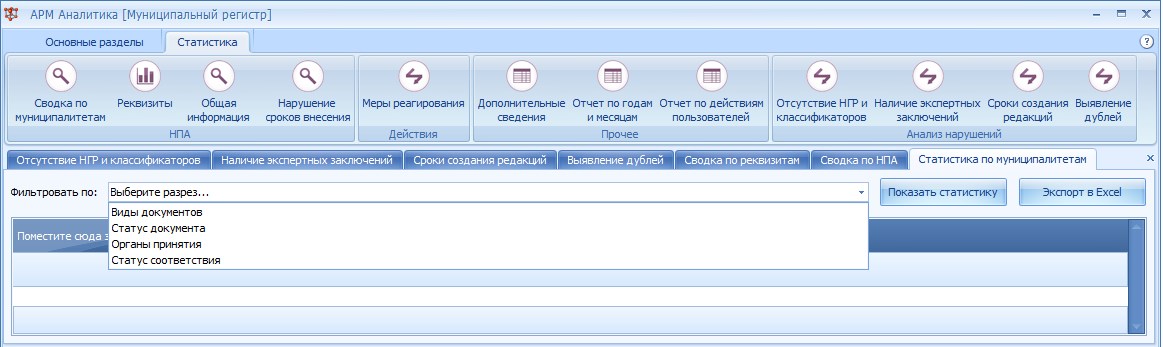 АРМ Аналитика [Муниципальный регистр]
Основные разделы Статистика
Сводка по муниципалитетам
Реквизиты
Общая информация
Нарушение сроков внесения
НПА
Меры реагирования
Действия
Дополнительные сведения
Отчет по годам и месяцам
Отчет по действиям пользователей
Прочее
Отсутствие НГР и классификаторов
Наличие экспертных заключений
Сроки создания редакций
Выявление дублей
Анализ нарушений
Отсутствие НГР и классификаторов Наличие экспертных заключений Сроки создания редакций Выявление дублей Сводка по реквизитам Сводка по НПА Статистика по муниципалитетам
Фильтровать по: Выберите разрез... Показать статистику Экспорт в Excel
Виды документов
Статус документа
Органы принятия
Статус соответствия
Поместите сюда